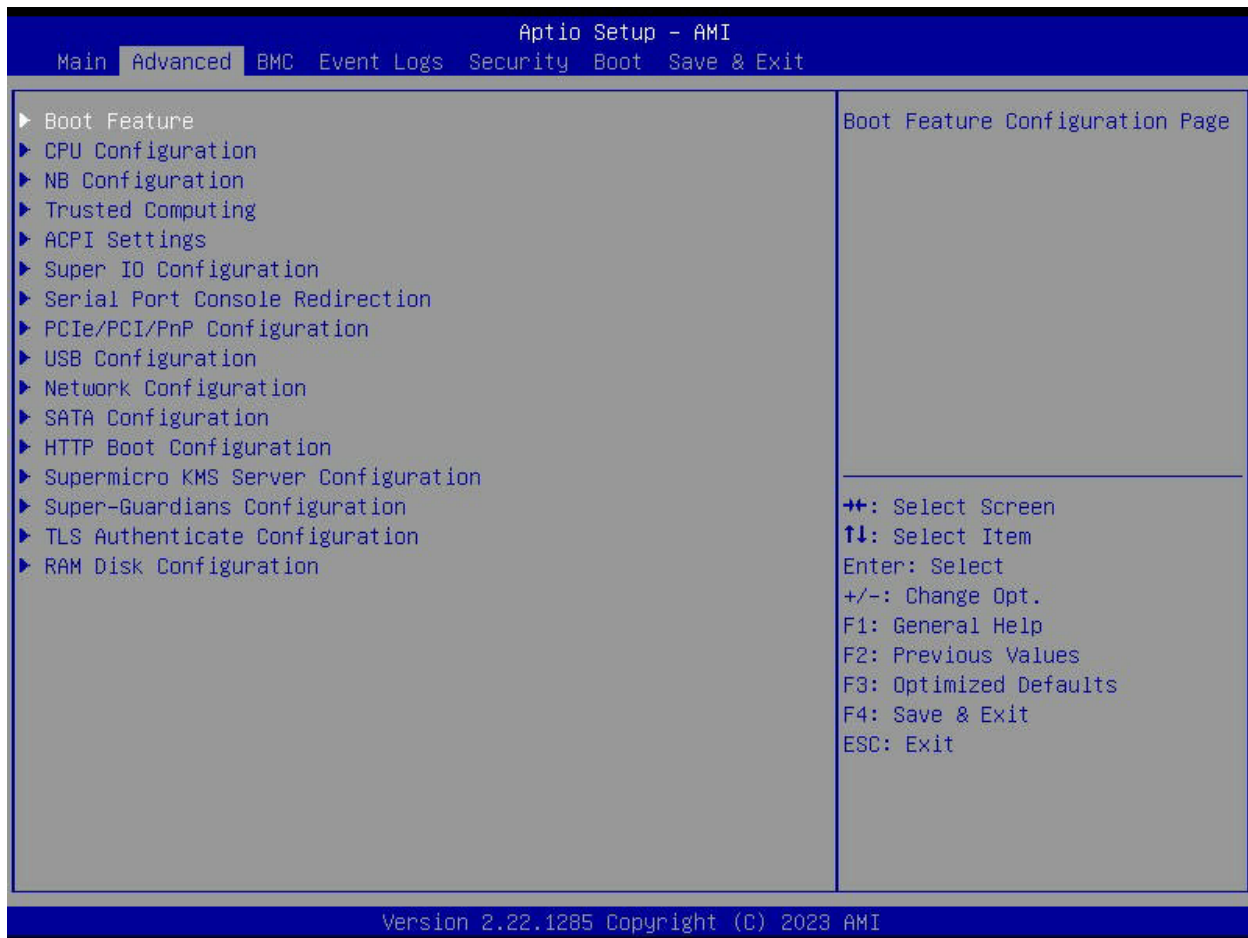 Aptio Setup – AMI
Main Advanced BMC Event Logs Security Boot Save & Exit
▶ Boot Feature
▶ CPU Configuration
▶ NB Configuration
▶ Trusted Computing
▶ ACPI Settings
▶ Super IO Configuration
▶ Serial Port Console Redirection
▶ PCIe/PCI/PnP Configuration
▶ USB Configuration
▶ Network Configuration
▶ SATA Configuration
▶ HTTP Boot Configuration
▶ Supermicro KMS Server Configuration
▶ Super-Guardians Configuration
▶ TLS Authenticate Configuration
▶ RAM Disk Configuration
Boot Feature Configuration Page
→←: Select Screen
↑↓: Select Item
Enter: Select
+/-: Change Opt.
F1: General Help
F2: Previous Values
F3: Optimized Defaults
F4: Save & Exit
ESC: Exit
Version 2.22.1285 Copyright (C) 2023 AMI